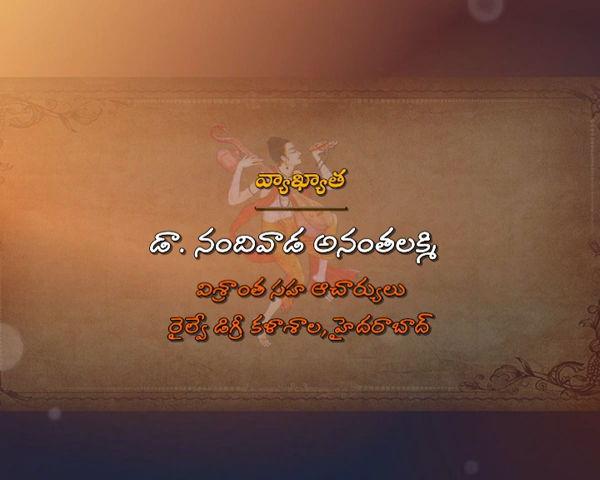 వ్యాఖ్యాత
డా. నందివాడ అనంతలక్ష్మి
విశ్రాంత సహ ఆచార్యులు
రైల్వే డిగ్రీ కళాశాల, హైదరాబాద్